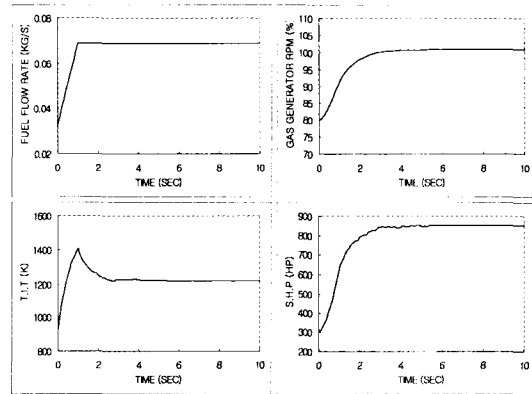 FUEL FLOW RATE (KG/S)
0.08
0.06
0.04
0.02
0 2 4 6 8 10
TIME (SEC)
GAS GENERATOR RPM (%)
110
105
100
95
90
85
80
75
70
0 2 4 6 8 10
TIME (SEC)
T.I.T (K)
1600
1400
1200
1000
800
0 2 4 6 8 10
TIME (SEC)
S.H.P (HP)
900
800
700
600
500
400
300
200
0 2 4 6 8 10
TIME (SEC)